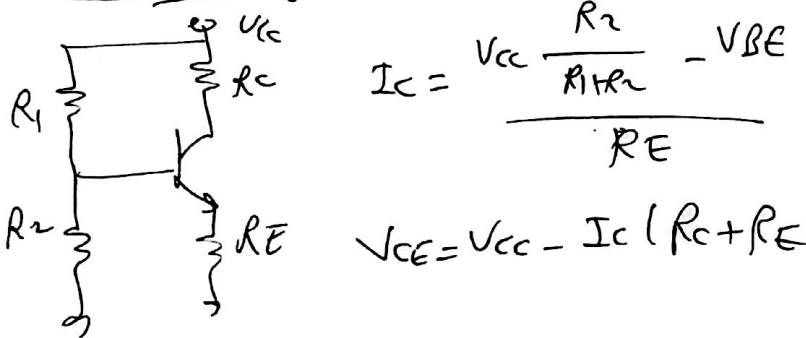 Vcc
Rc
R1
R2
RE
Ic = Vcc R2 / R1+R2 - VBE / RE
VCE = Vcc - Ic ( Rc + RE